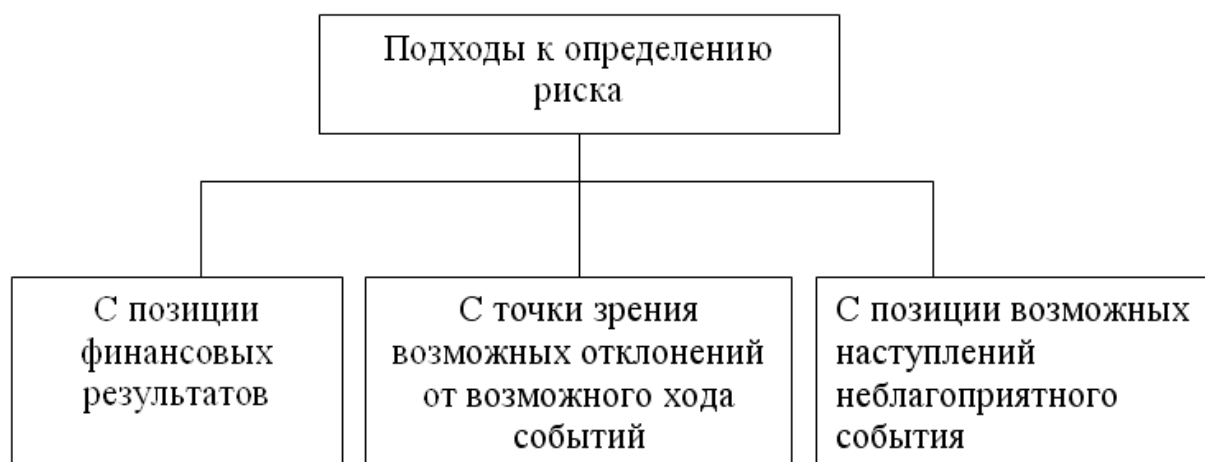 Подходы к определению
риска
С позиции
финансовых
результатов
С точки зрения
возможных отклонений
от возможного хода
событий
С позиции возможных
наступлений
неблагоприятного
события